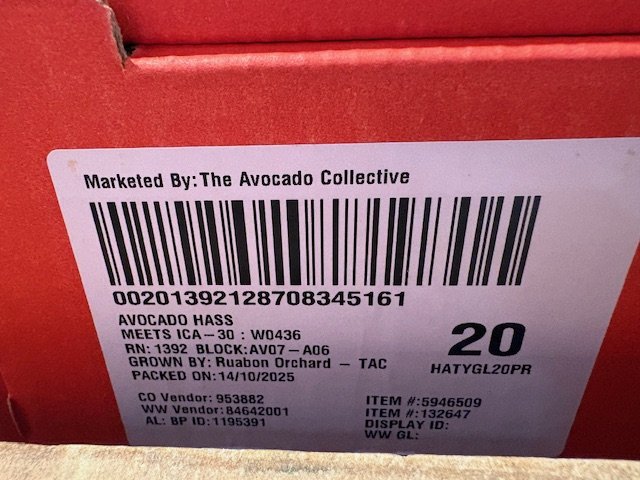 Marketed By: The Avocado Collective
00201392128708345161
AVOCADO HASS
MEETS ICA-30 : W0436
RN: 1392 BLOCK:AV07-A06
GROWN BY: Ruabon Orchard - TAC
PACKED ON:14/10/2025
20
HATYGL20PR
CO Vendor: 953882
WW Vendor:84642001
AL: BP ID:1195391
ITEM #:5946509
ITEM #:132647
DISPLAY ID:
WW GL: